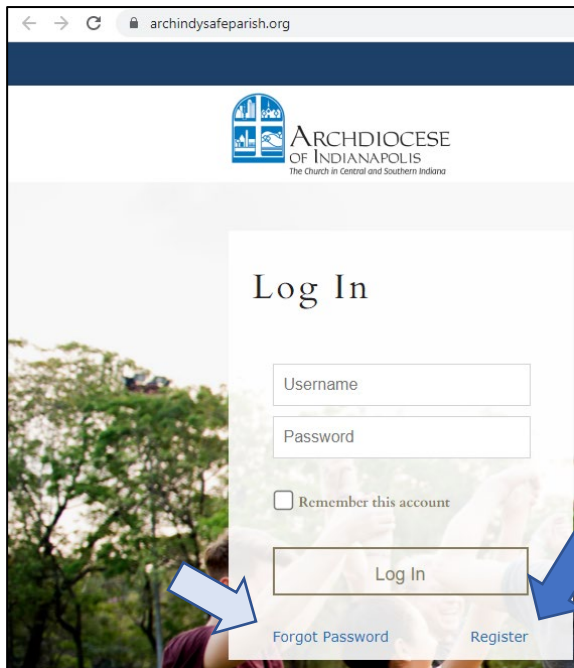 archindysafeparish.org
ARCHDIOCESE
OF INDIANAPOLIS
The Church in Central and Southern Indiana
Log In
Username
Password
Remember this account
Log In
Forgot Password Register